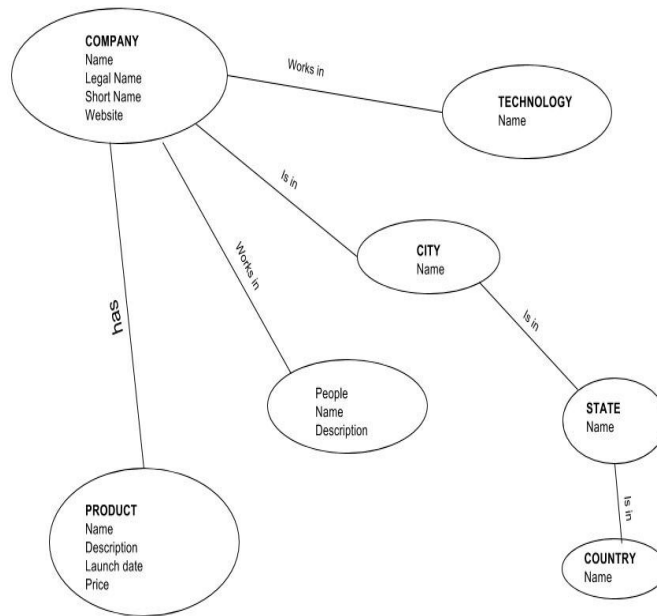 COMPANY
Name
Legal Name
Short Name
Website
Works in
TECHNOLOGY
Name
Is in
CITY
Name
Works in
has
Is in
People
Name
Description
STATE
Name
Is in
PRODUCT
Name
Description
Launch date
Price
COUNTRY
Name